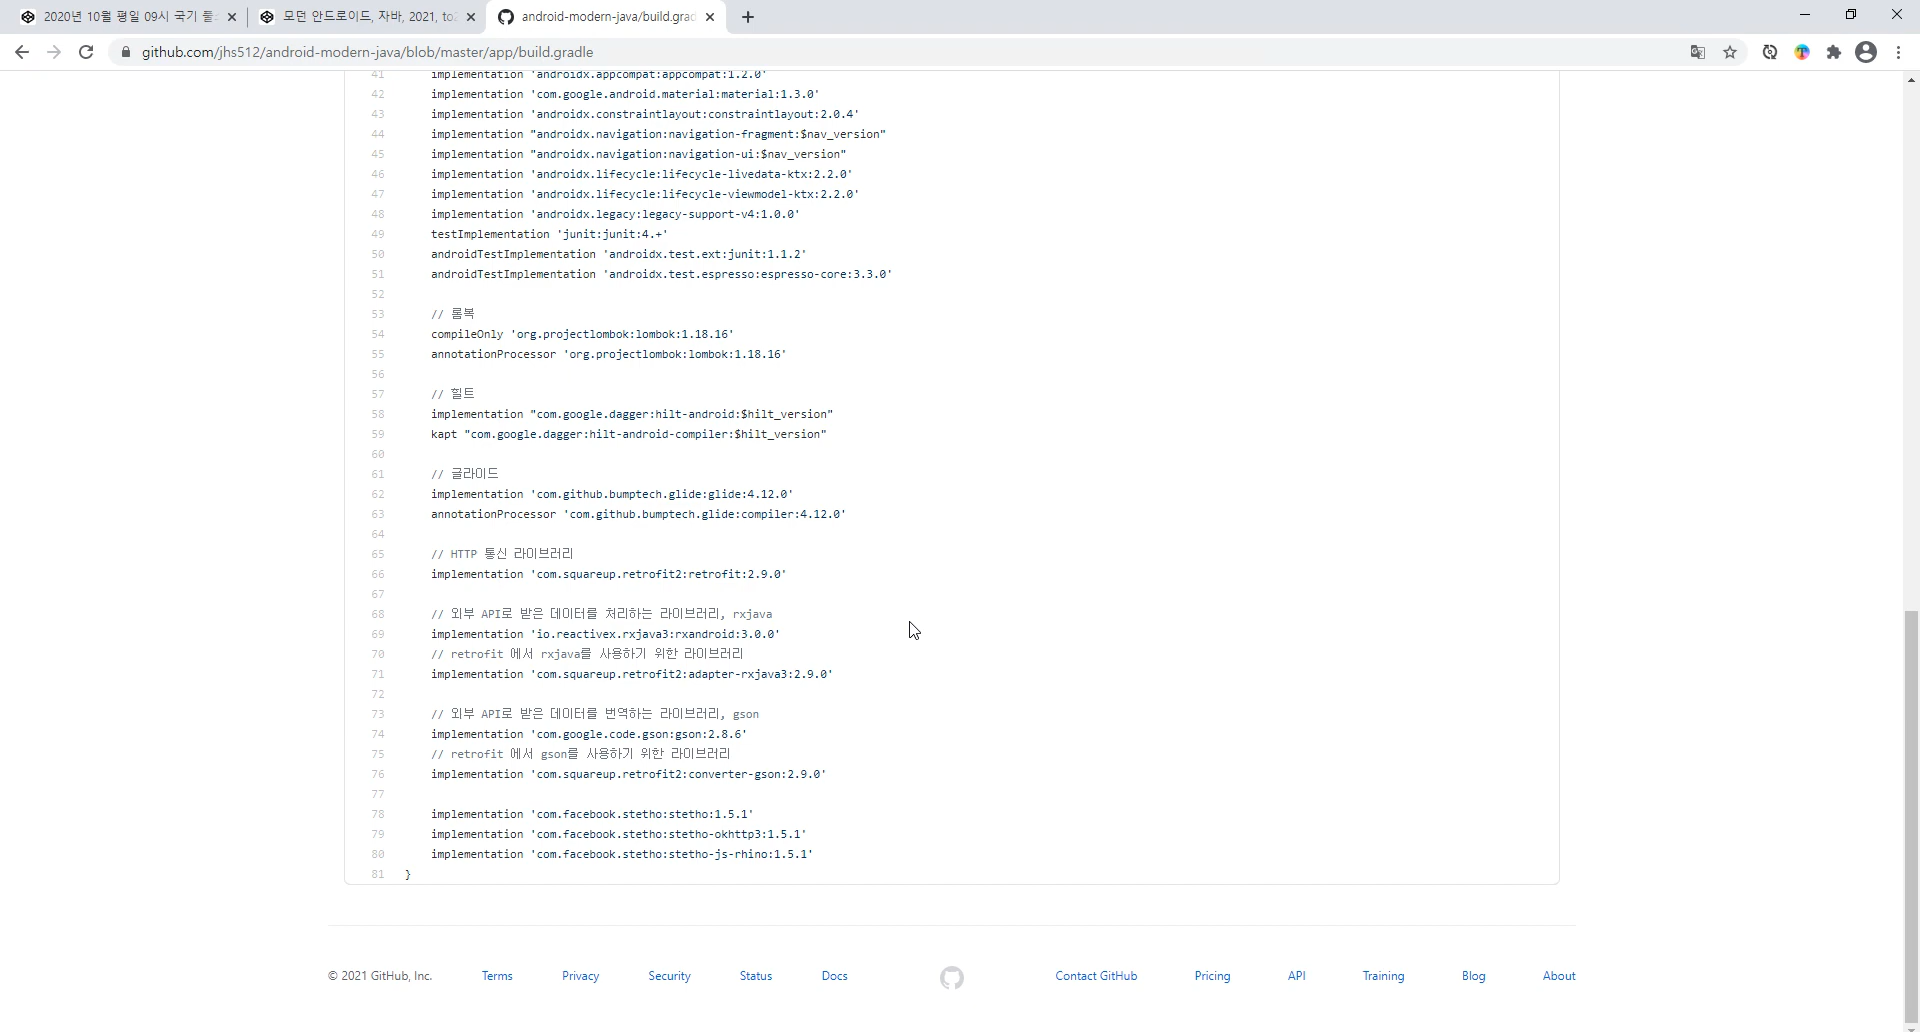 2020년 10월 평일 09시 국기
모던 안드로이드, 자바, 2021, to2
android-modern-java/build.grad
github.com/jhs512/android-modern-java/blob/master/app/build.gradle
41 implementation 'androidx.appcompat:appcompat:1.2.0'
42 implementation 'com.google.android.material:material:1.3.0'
43 implementation 'androidx.constraintlayout:constraintlayout:2.0.4'
44 implementation "androidx.navigation:navigation-fragment:$nav_version"
45 implementation "androidx.navigation:navigation-ui:$nav_version"
46 implementation 'androidx.lifecycle:lifecycle-livedata-ktx:2.2.0'
47 implementation 'androidx.lifecycle:lifecycle-viewmodel-ktx:2.2.0'
48 implementation 'androidx.legacy:legacy-support-v4:1.0.0'
49 testImplementation 'junit:junit:4.+'
50 androidTestImplementation 'androidx.test.ext:junit:1.1.2'
51 androidTestImplementation 'androidx.test.espresso:espresso-core:3.3.0'
52
53 // 롬복
54 compileOnly 'org.projectlombok:lombok:1.18.16'
55 annotationProcessor 'org.projectlombok:lombok:1.18.16'
56
57 // 힐트
58 implementation "com.google.dagger:hilt-android:$hilt_version"
59 kapt "com.google.dagger:hilt-android-compiler:$hilt_version"
60
61 // 글라이드
62 implementation 'com.github.bumptech.glide:glide:4.12.0'
63 annotationProcessor 'com.github.bumptech.glide:compiler:4.12.0'
64
65 // HTTP 통신 라이브러리
66 implementation 'com.squareup.retrofit2:retrofit:2.9.0'
67
68 // 외부 API로 받은 데이터를 처리하는 라이브러리, rxjava
69 implementation 'io.reactivex.rxjava3:rxandroid:3.0.0'
70 // retrofit 에서 rxjava를 사용하기 위한 라이브러리
71 implementation 'com.squareup.retrofit2:adapter-rxjava3:2.9.0'
72
73 // 외부 API로 받은 데이터를 번역하는 라이브러리, gson
74 implementation 'com.google.code.gson:gson:2.8.6'
75 // retrofit 에서 gson를 사용하기 위한 라이브러리
76 implementation 'com.squareup.retrofit2:converter-gson:2.9.0'
77
78 implementation 'com.facebook.stetho:stetho:1.5.1'
79 implementation 'com.facebook.stetho:stetho-okhttp3:1.5.1'
80 implementation 'com.facebook.stetho:stetho-js-rhino:1.5.1'
81 }
© 2021 GitHub, Inc. Terms Privacy Security Status Docs Contact GitHub Pricing API Training Blog About